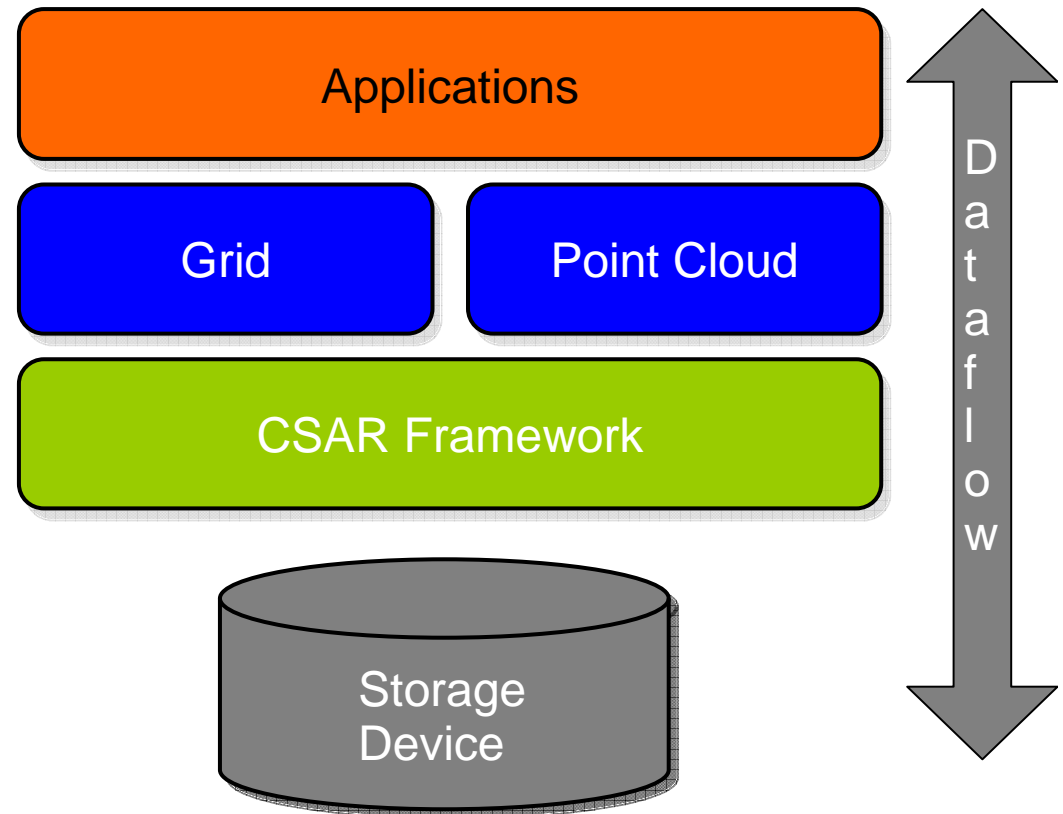 Applications
Grid
Point Cloud
CSAR Framework
Storage
Device
Dataflow